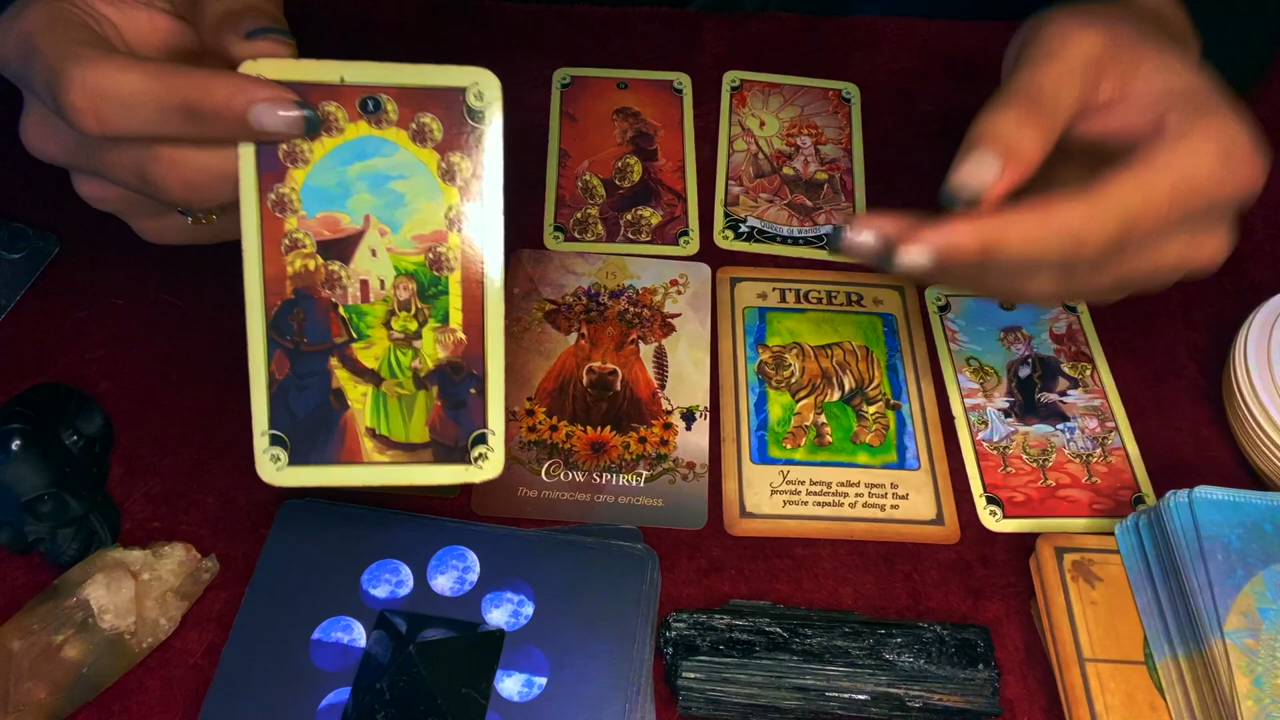 X
IV
Queen of Wands
15
COW SPIRIT
The miracles are endless.
TIGER
You're being called upon to
provide leadership, so trust that
you're capable of doing so